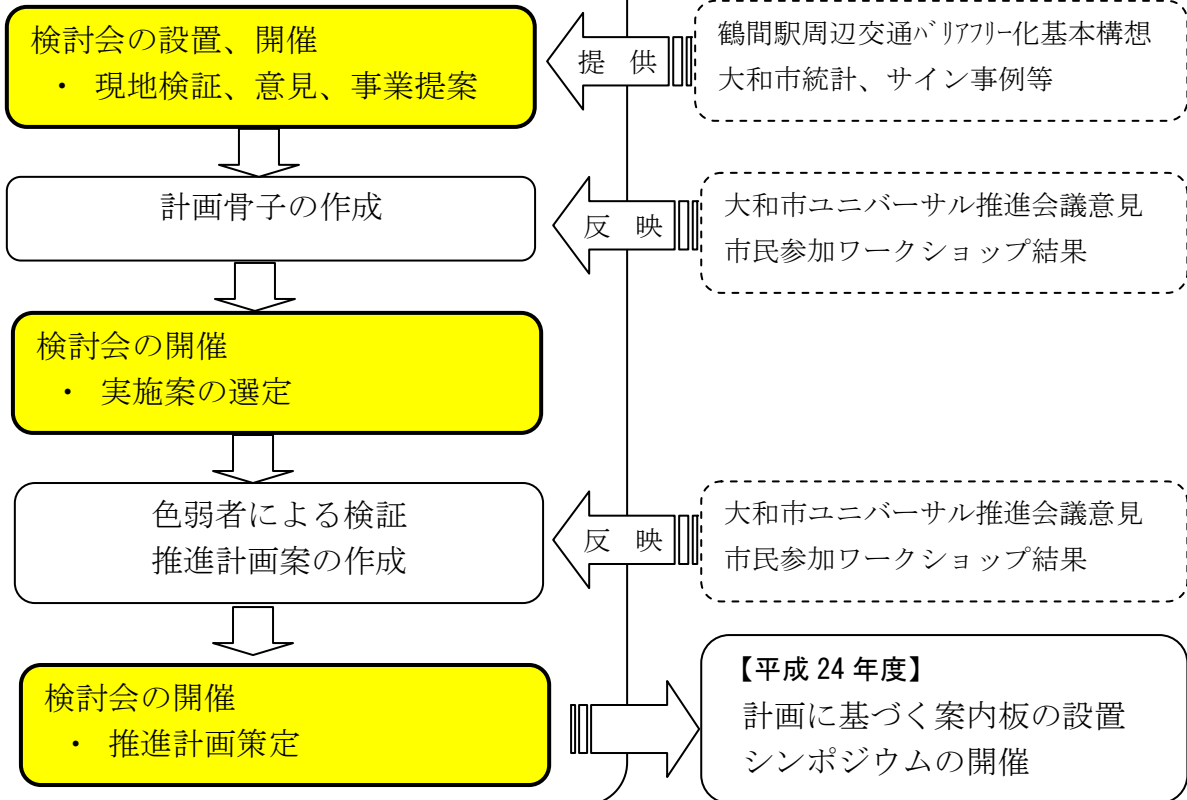 検討会の設置、開催
・ 現地検証、意見、事業提案
提 供
鶴間駅周辺交通バリアフリー化基本構想
大和市統計、サイン事例等
計画骨子の作成
反 映
大和市ユニバーサル推進会議意見
市民参加ワークショップ結果
検討会の開催
・ 実施案の選定
色弱者による検証
推進計画案の作成
反 映
大和市ユニバーサル推進会議意見
市民参加ワークショップ結果
検討会の開催
・ 推進計画策定
【平成 24 年度】
計画に基づく案内板の設置
シンポジウムの開催